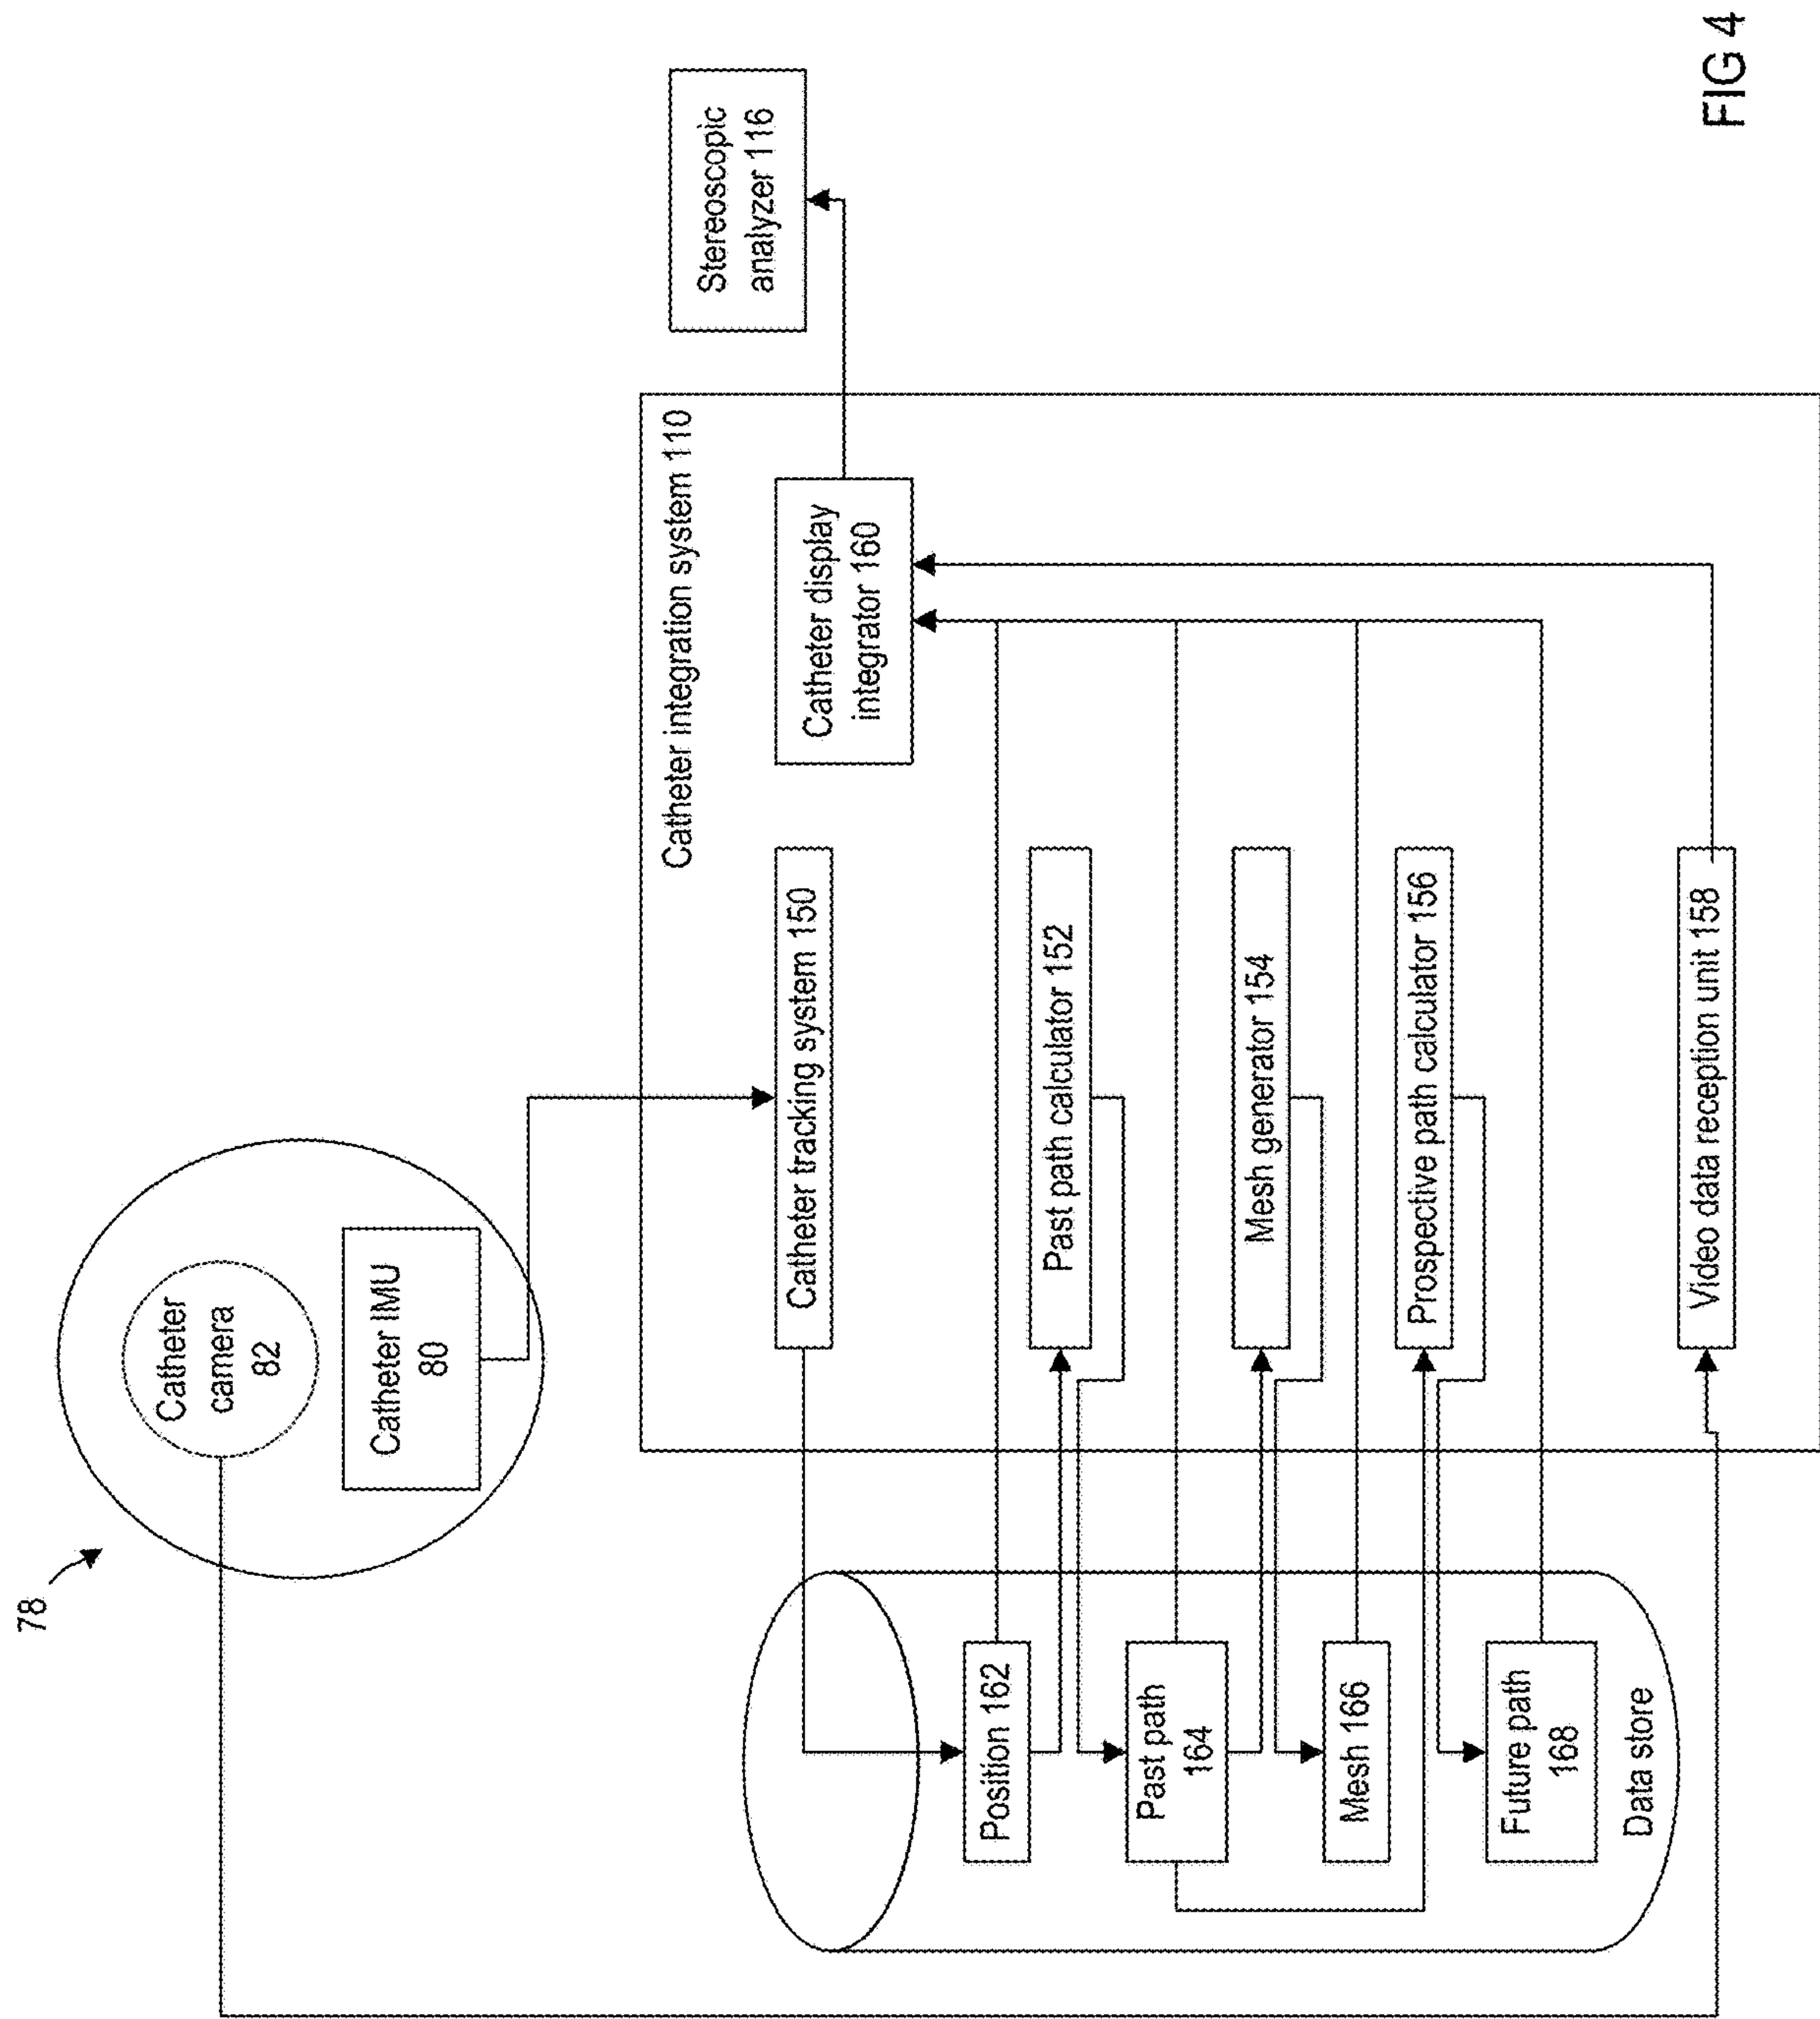 78
Catheter
camera
82
Catheter IMU
80
Stereoscopic
analyzer 116
Catheter integration system 110
Catheter tracking system 150
Catheter display
integrator 160
Position 162
Past path calculator 152
Past path
164
Mesh generator 154
Mesh 166
Prospective path calculator 156
Future path
168
Data store
Video data reception unit 158
FIG 4